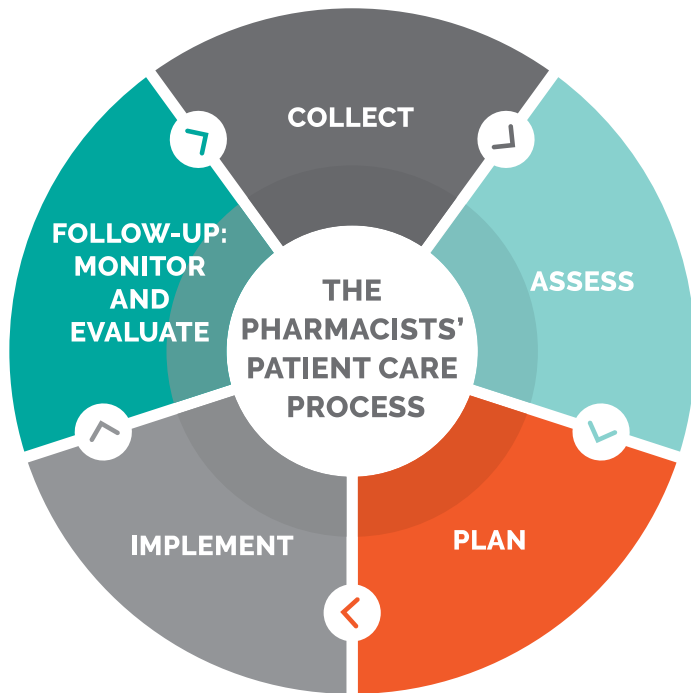 COLLECT
ASSESS
PLAN
IMPLEMENT
FOLLOW-UP:
MONITOR
AND
EVALUATE
THE
PHARMACISTS’
PATIENT CARE
PROCESS